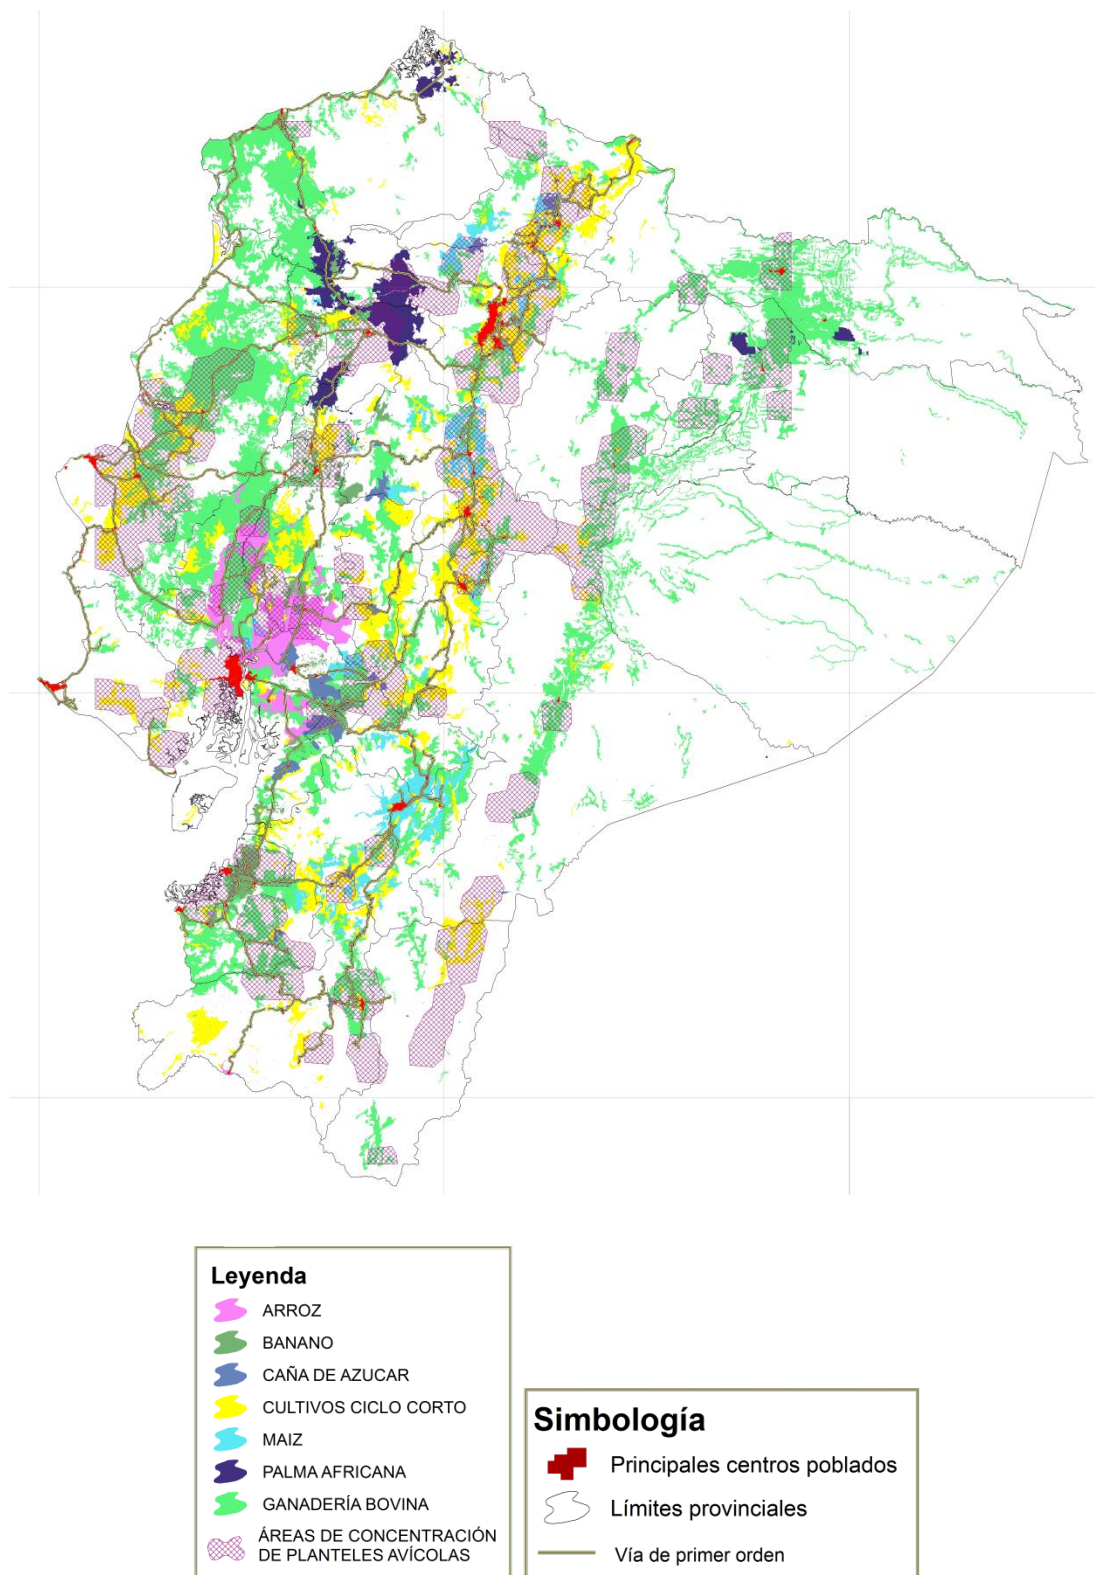 Leyenda
ARROZ
BANANO
CAÑA DE AZUCAR
CULTIVOS CICLO CORTO
MAIZ
PALMA AFRICANA
GANADERÍA BOVINA
ÁREAS DE CONCENTRACIÓN
DE PLANTELES AVÍCOLAS
Simbología
Principales centros poblados
Límites provinciales
Vía de primer orden